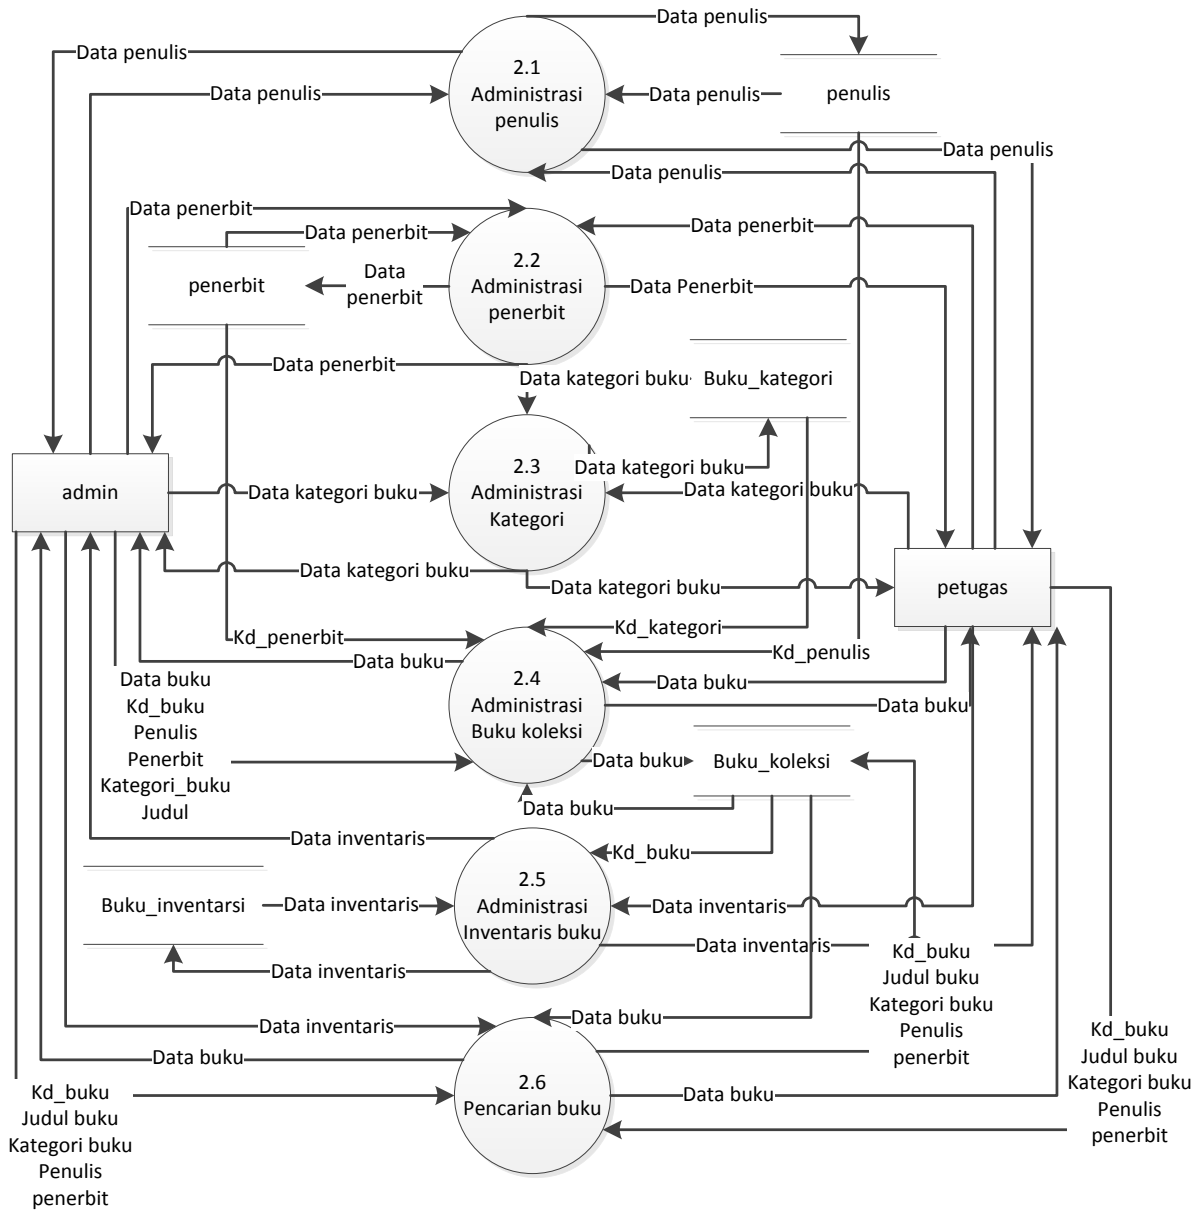 Data penulis
Data penulis
2.1
Administrasi
penulis
Data penulis
Data penulis
penulis
Data penulis
Data penulis
Data penerbit
Data penerbit
Data penerbit
penerbit
Data
penerbit
2.2
Administrasi
penerbit
Data Penerbit
Data penerbit
Data kategori buku
Buku_kategori
2.3
Administrasi
Kategori
Data kategori buku
admin
Data kategori buku
Data kategori buku
Data kategori buku
Data kategori buku
petugas
Kd_penerbit
Kd_kategori
Kd_penulis
Data buku
2.4
Administrasi
Buku koleksi
Data buku
Data buku
Data buku
Kd_buku
Penulis
Penerbit
Kategori_buku
Judul
Data buku
Buku_koleksi
Data buku
Data inventaris
Kd_buku
2.5
Administrasi
Inventaris buku
Buku_inventarsi
Data inventaris
Data inventaris
Data inventaris
Data inventaris
Kd_buku
Judul buku
Kategori buku
Penulis
penerbit
Data inventaris
Data buku
Data buku
2.6
Pencarian buku
Data buku
Kd_buku
Judul buku
Kategori buku
Penulis
penerbit
Kd_buku
Judul buku
Kategori buku
Penulis
penerbit